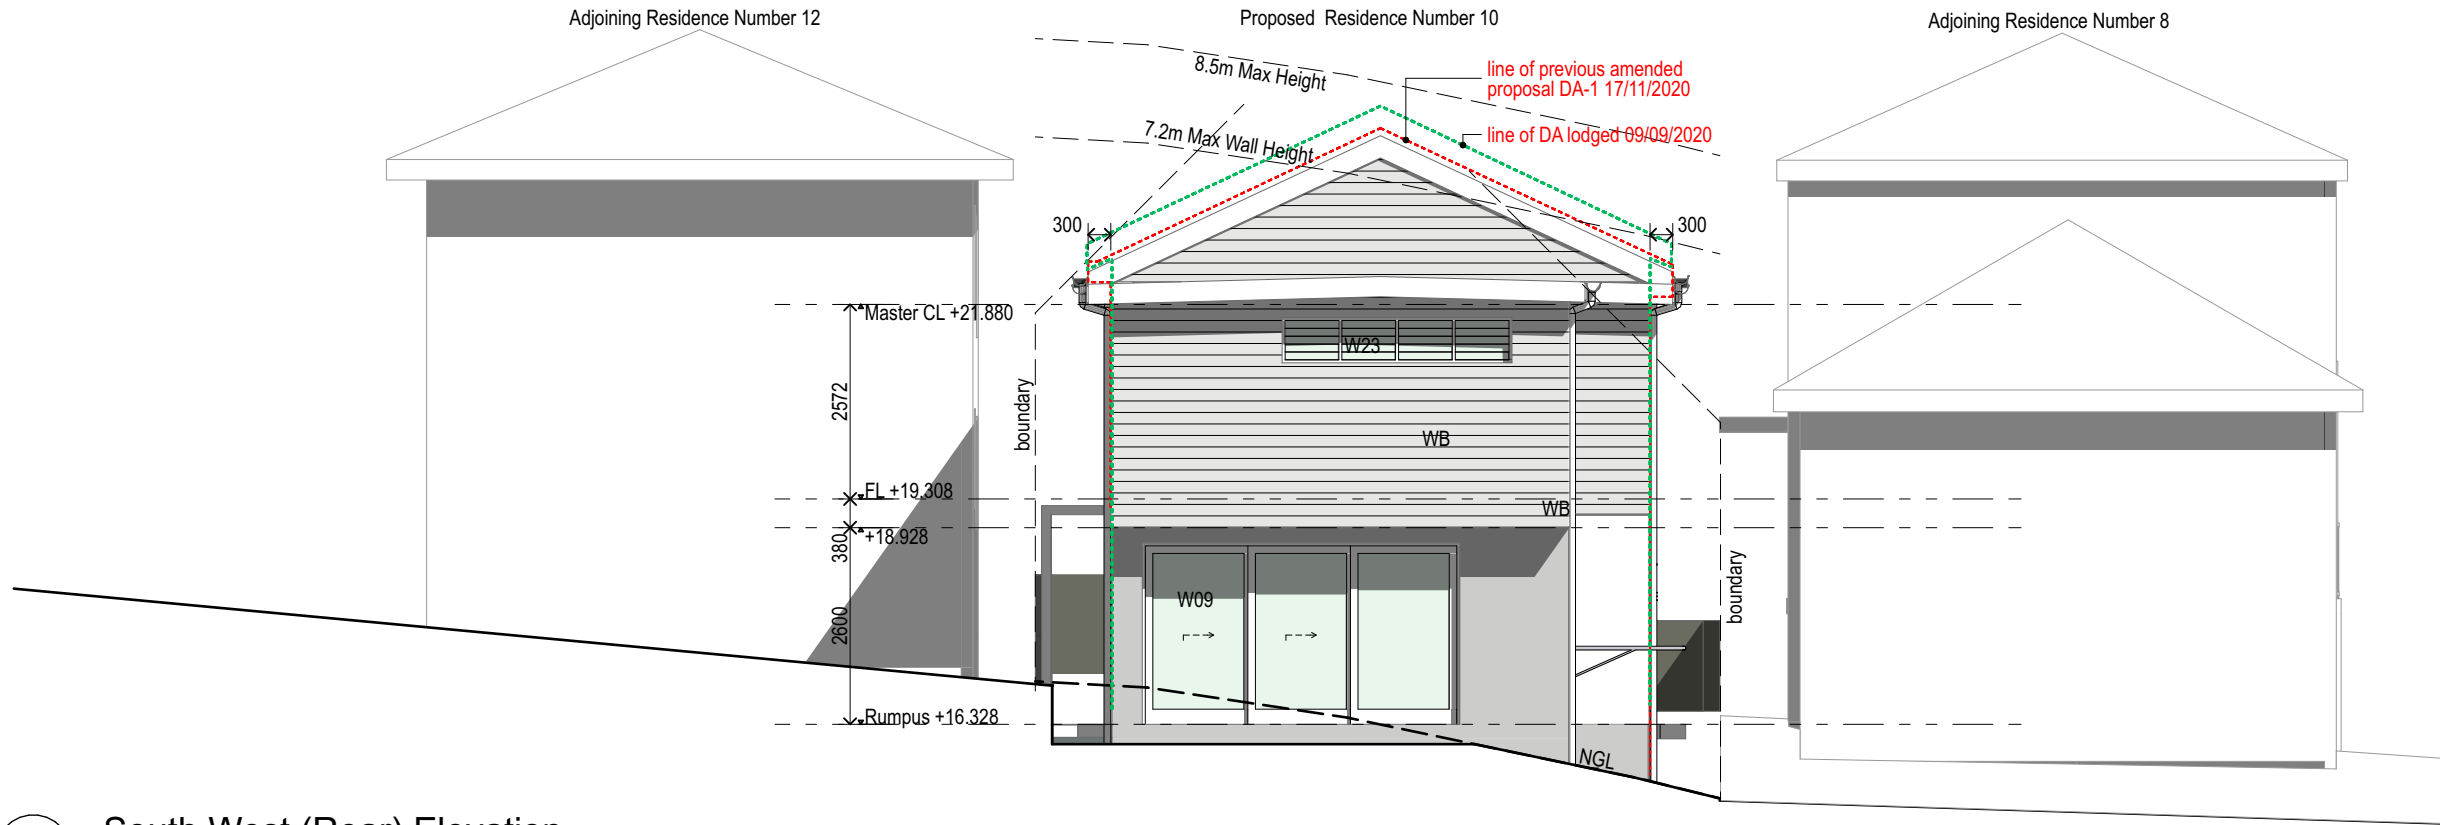 Adjoining Residence Number 12
Proposed Residence Number 10
Adjoining Residence Number 8
8.5m Max Height
line of previous amended
proposal DA-1 17/11/2020
7.2m Max Wall Height
line of DA lodged 09/09/2020
300
300
Master CL +21.880
W23
2572
boundary
WB
FL +19.308
WB
380
+18.928
boundary
W09
2600
Rumpus +16.328
NGL
South West (Rear) Elevation